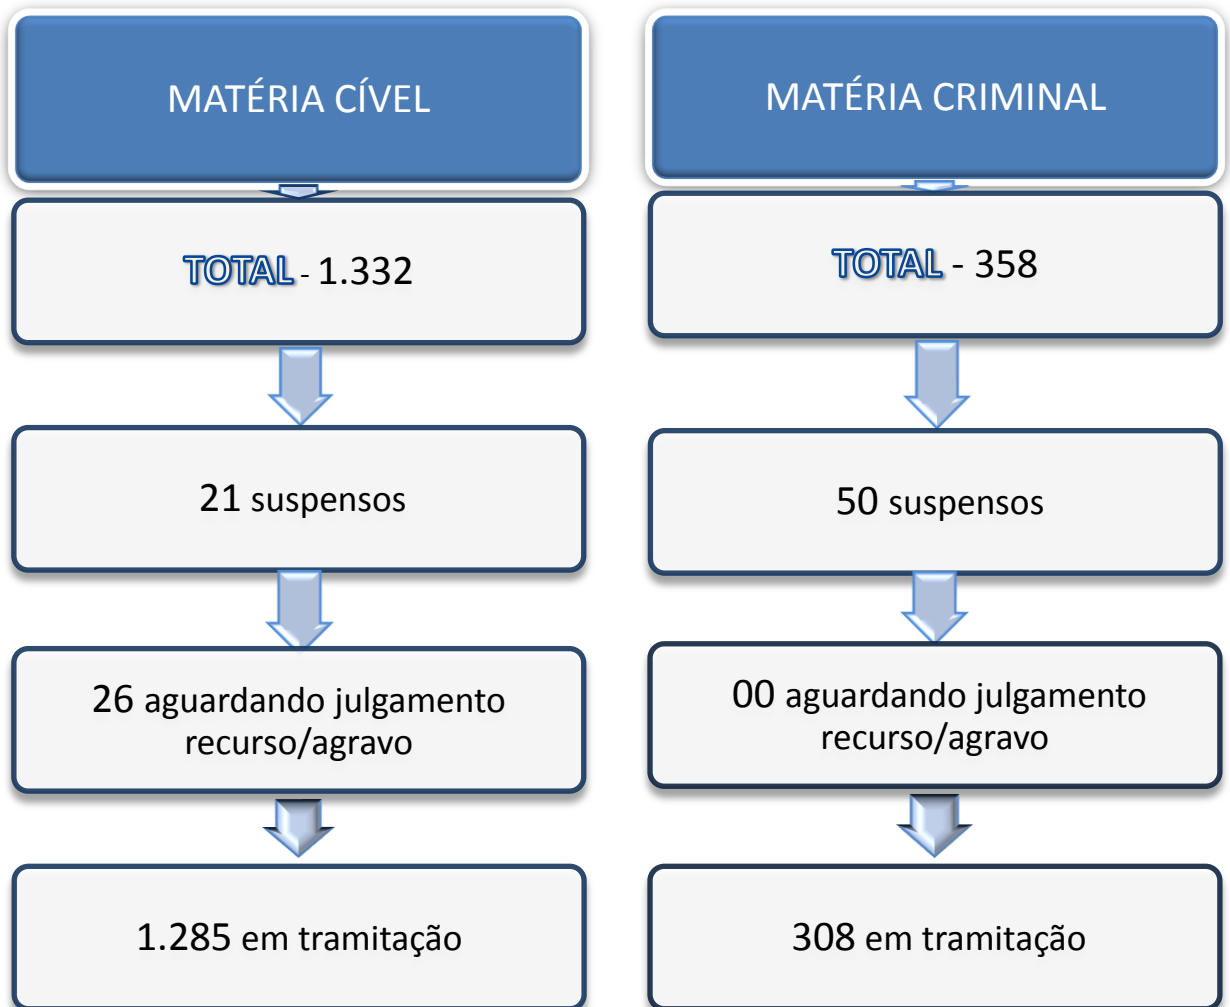 MATÉRIA CÍVEL
TOTAL - 1.332
21 suspensos
26 aguardando julgamento
recurso/agravo
1.285 em tramitação
MATÉRIA CRIMINAL
TOTAL - 358
50 suspensos
00 aguardando julgamento
recurso/agravo
308 em tramitação